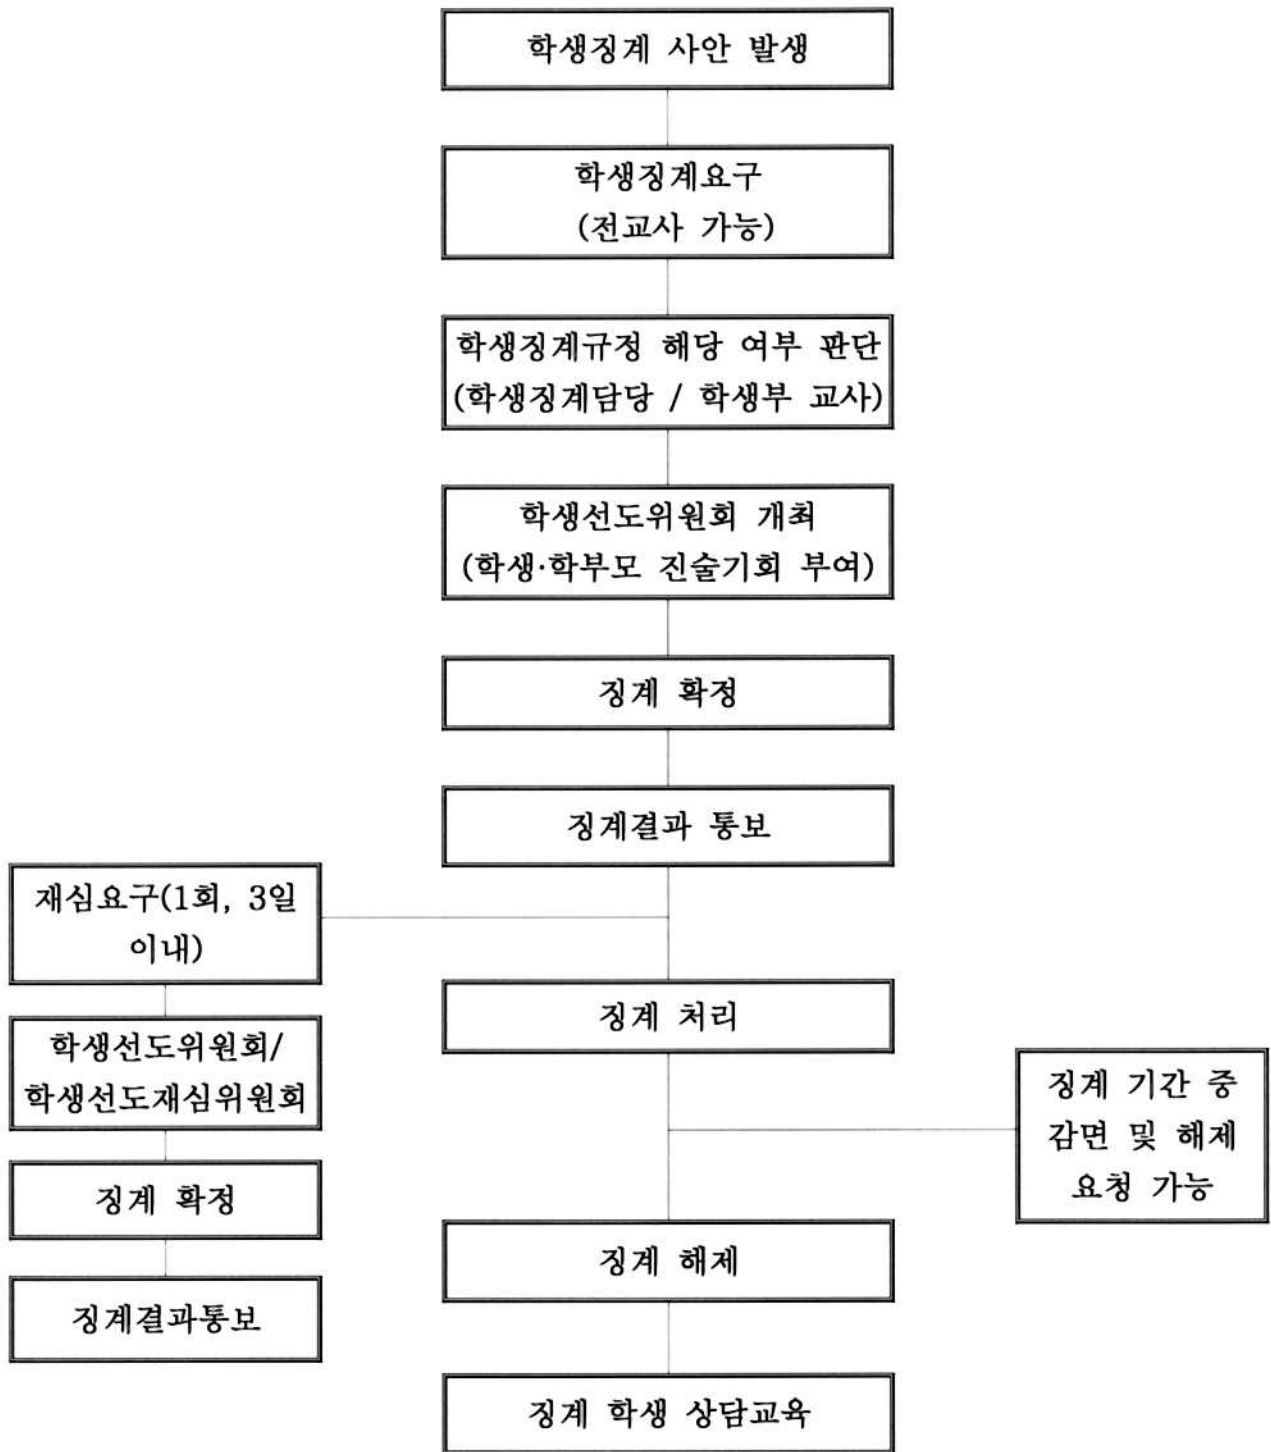 학생징계 사안 발생
학생징계요구
(전교사 가능)
학생징계규정 해당 여부 판단
(학생징계담당 / 학생부 교사)
학생선도위원회 개최
(학생·학부모 진술기회 부여)
징계 확정
징계결과 통보
재심요구(1회, 3일
이내)
징계 처리
학생선도위원회/
학생선도재심위원회
징계 기간 중
감면 및 해제
요청 가능
징계 확정
징계 해제
징계결과통보
징계 학생 상담교육